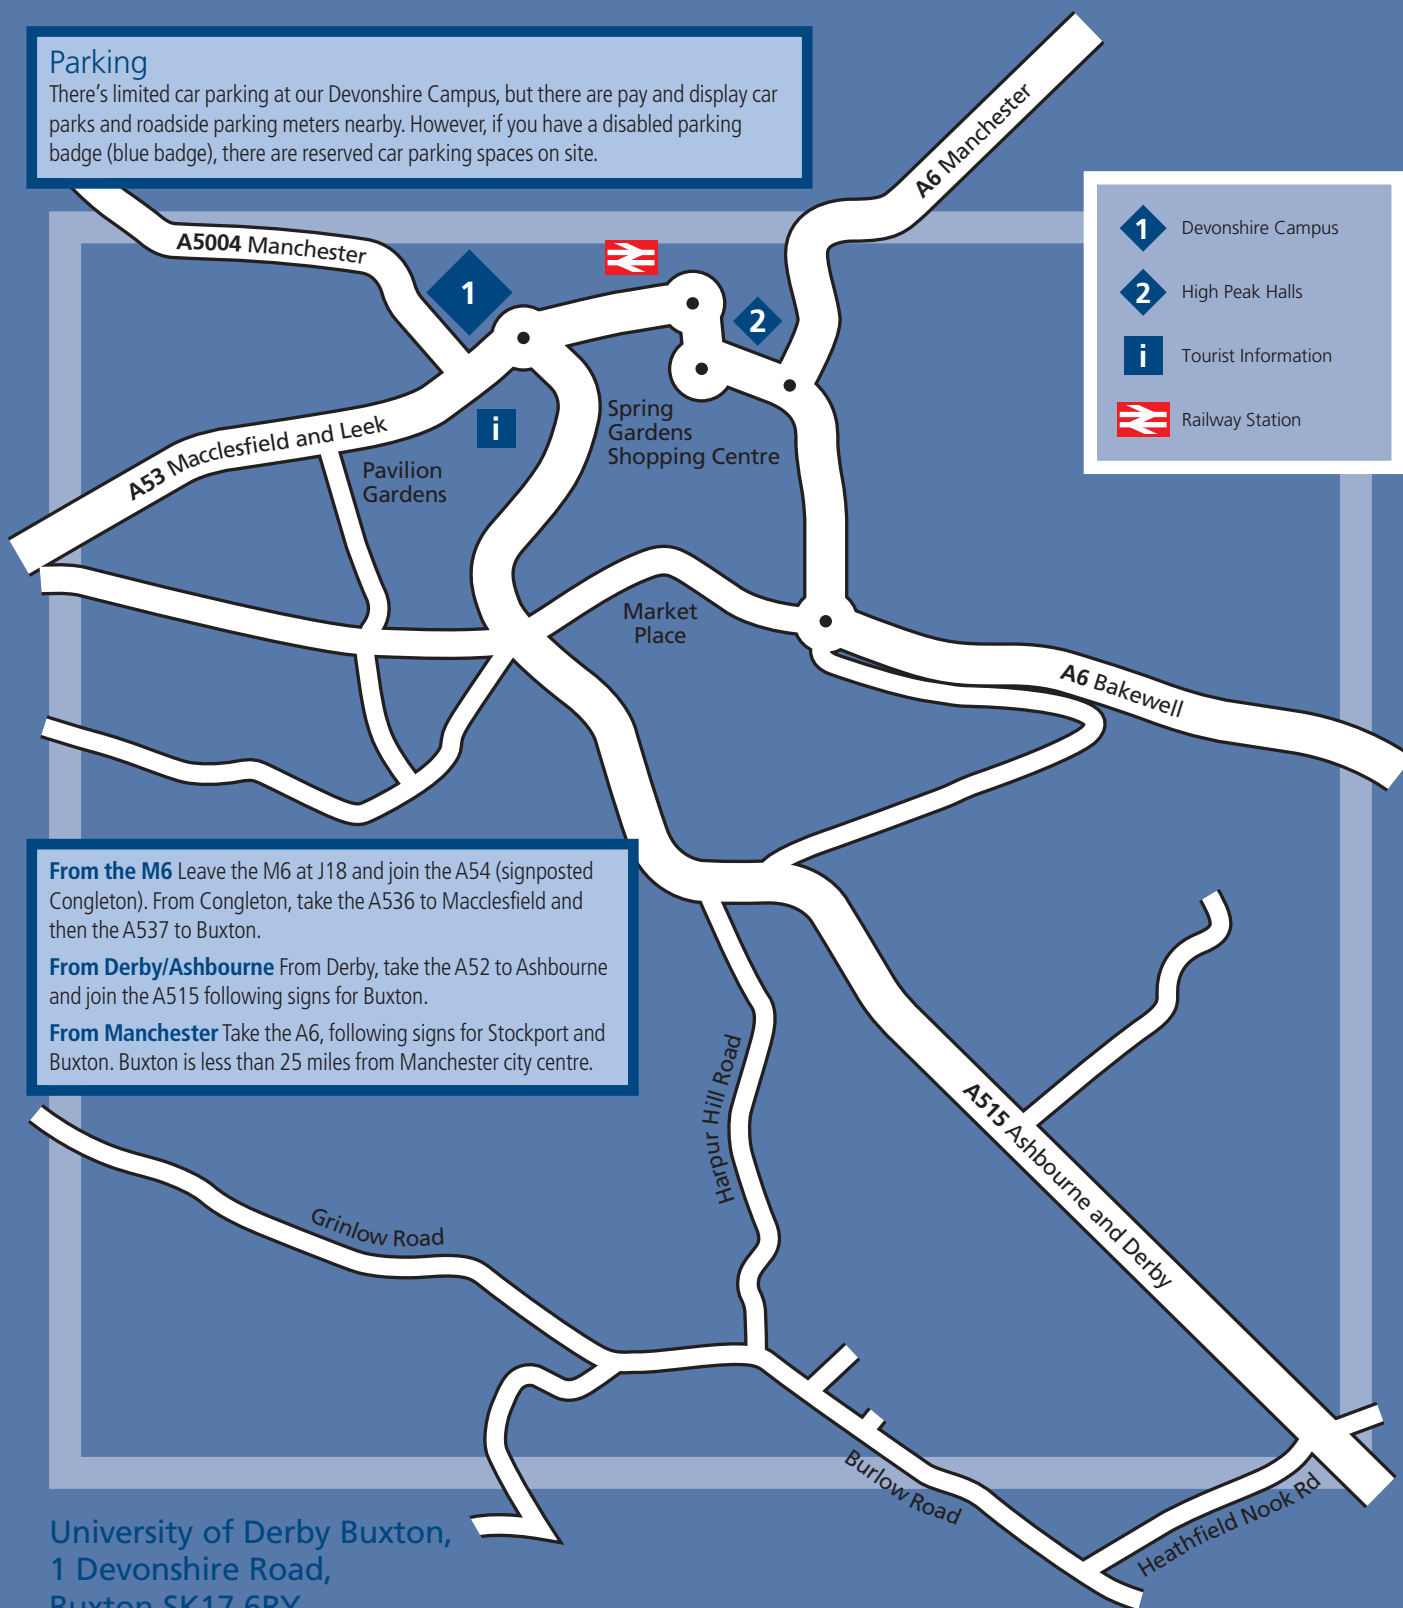 Parking
There's limited car parking at our Devonshire Campus, but there are pay and display car
parks and roadside parking meters nearby. However, if you have a disabled parking
badge (blue badge), there are reserved car parking spaces on site.
A6 Manchester
A5004 Manchester
1
2
1 Devonshire Campus
2 High Peak Halls
i Tourist Information
Railway Station
i
Spring
Gardens
Shopping Centre
A53 Macclesfield and Leek
Pavilion
Gardens
Market
Place
A6 Bakewell
From the M6 Leave the M6 at J18 and join the A54 (signposted
Congleton). From Congleton, take the A536 to Macclesfield and
then the A537 to Buxton.
From Derby/Ashbourne From Derby, take the A52 to Ashbourne
and join the A515 following signs for Buxton.
From Manchester Take the A6, following signs for Stockport and
Buxton. Buxton is less than 25 miles from Manchester city centre.
Harpur Hill Road
A515 Ashbourne and Derby
Grinlow Road
Burlow Road
Heathfield Nook Rd
University of Derby Buxton,
1 Devonshire Road,
Buxton SK17 6RY